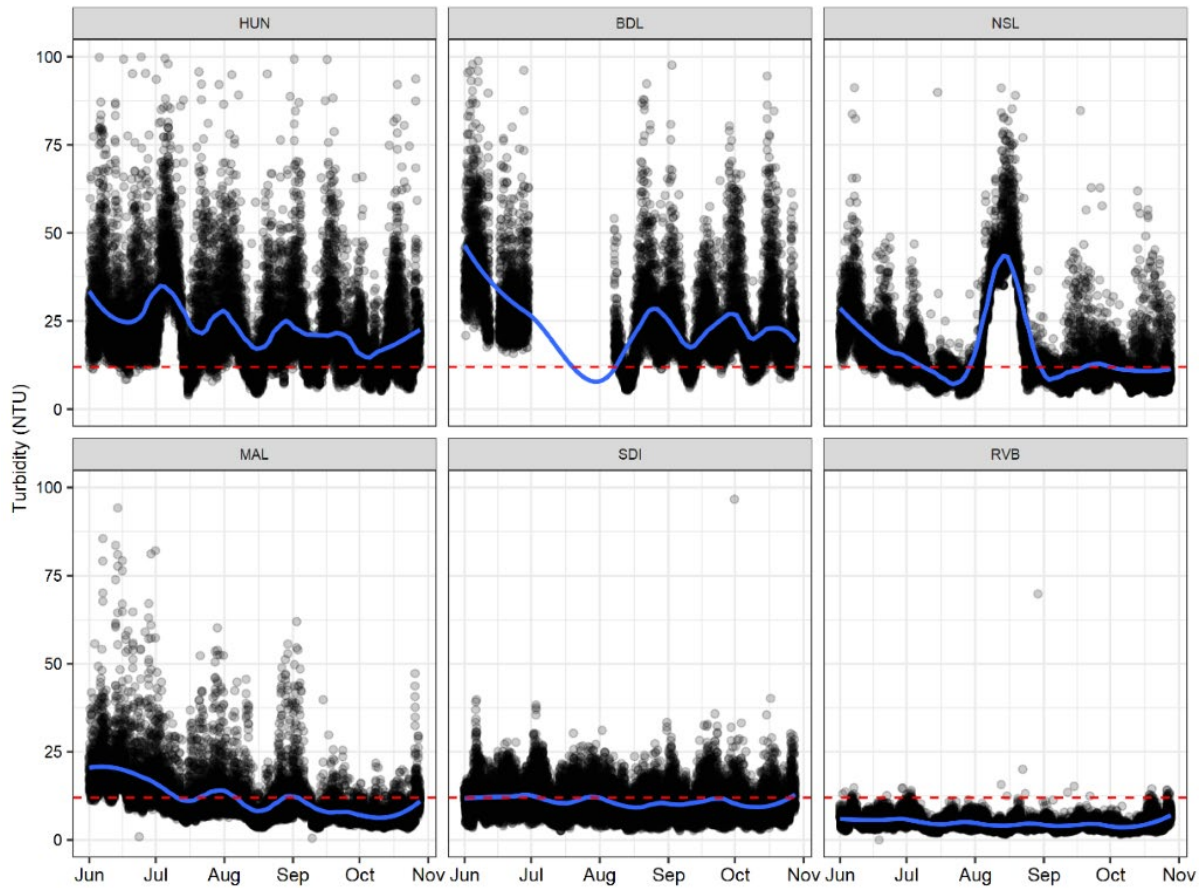 HUN BDL NSL
100
75
50
25
0
MAL SDI RVB
Turbidity (NTU)
100
75
50
25
0
Jun Jul Aug Sep Oct Nov Jun Jul Aug Sep Oct Nov Jun Jul Aug Sep Oct Nov